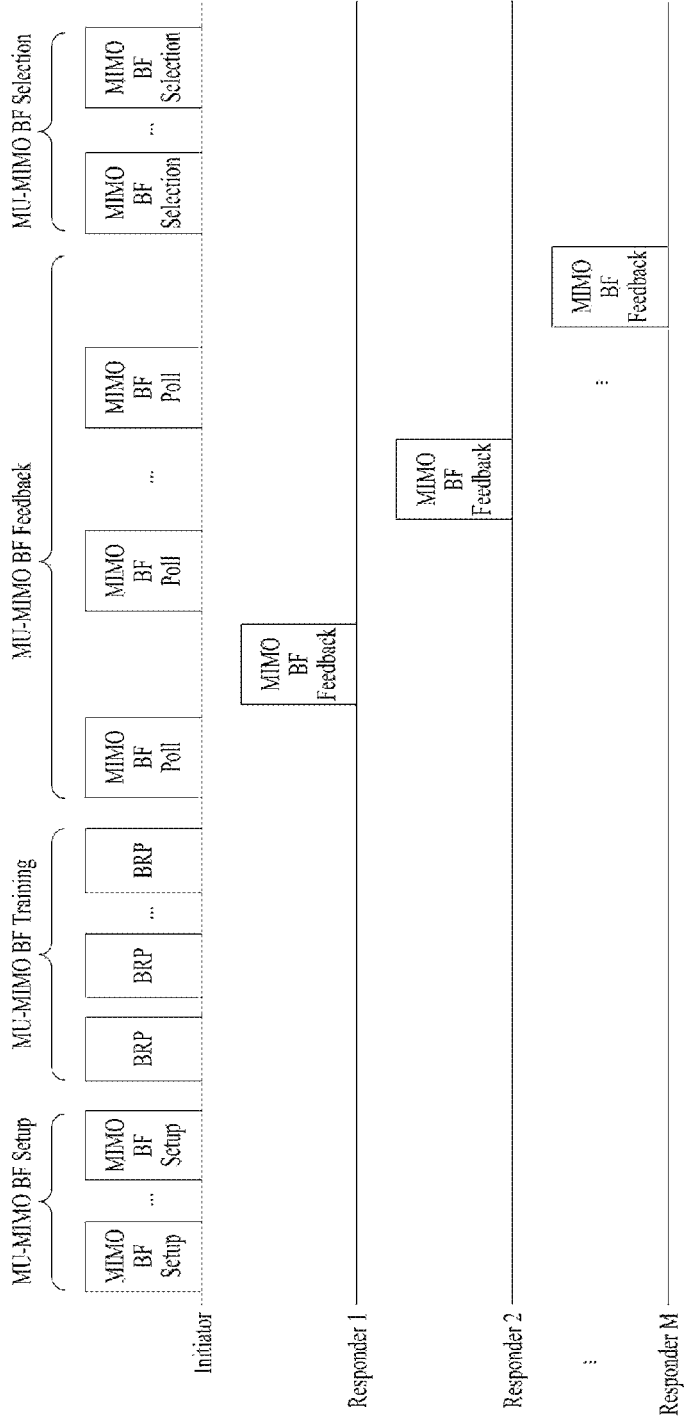 MU-MIMO BF Setup
MU-MIMO BF Training
MU-MIMO BF Feedback
MU-MIMO BF Selection
MIMO
BF
Setup
...
MIMO
BF
Setup
BRP
BRP
...
BRP
MIMO
BF
Poll
MIMO
BF
Poll
...
MIMO
BF
Poll
MIMO
BF
Selection
...
MIMO
BF
Selection
Initiator
MIMO
BF
Feedback
Responder 1
MIMO
BF
Feedback
Responder 2
...
...
MIMO
BF
Feedback
Responder M